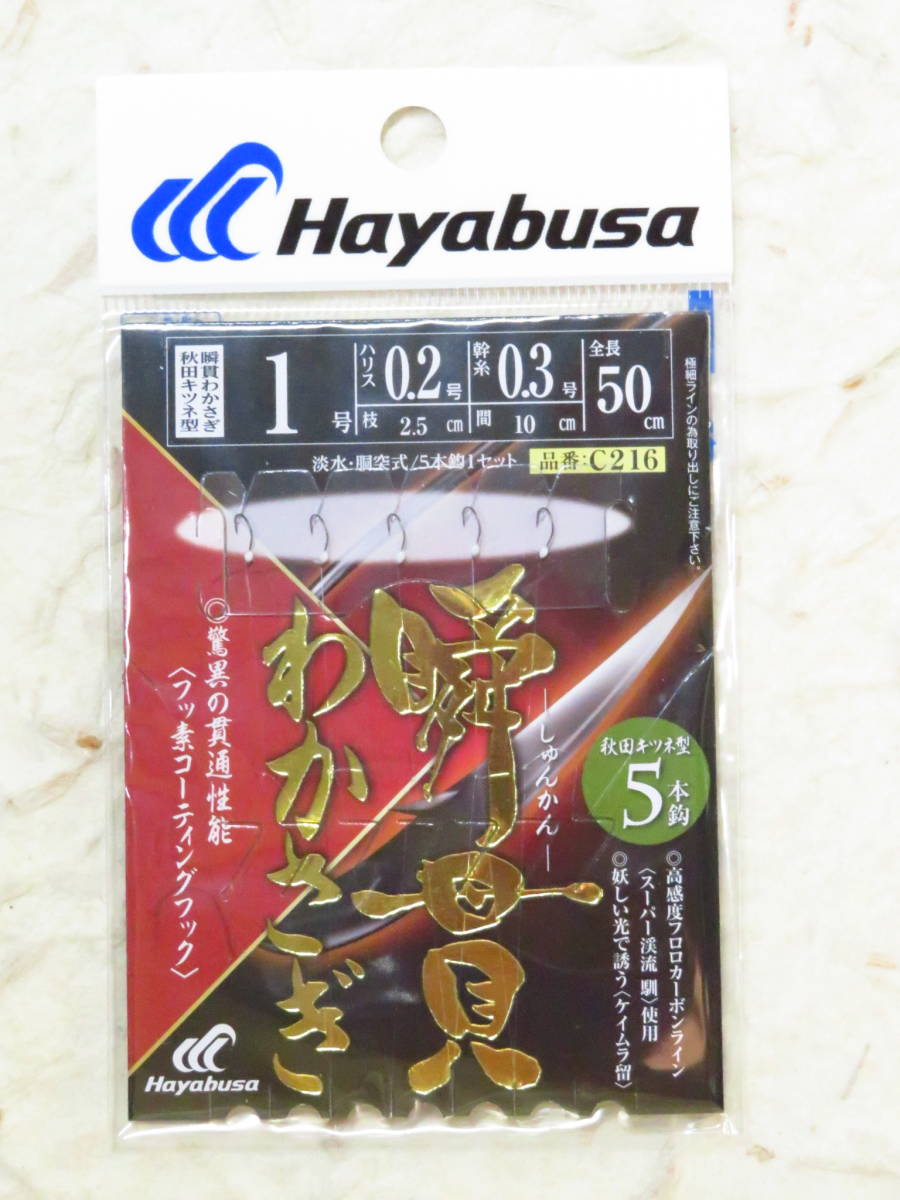 Hayabusa
瞬貫わかさぎ
秋田キツネ型
1号
ハリス 0.2号
枝 2.5cm
幹糸 0.3号
間 10cm
全長 50cm
淡水・胴突式/5本鈎1セット
品番:C216
極細ラインの為取り出しにご注意下さい。
瞬貫
―しゅんかん―
わかさぎ
◎驚異の貫通性能
〈フッ素コーティングフック〉
秋田キツネ型
5本鈎
◎高感度フロロカーボンライン
〈スーパー渓流 馴〉使用
◎妖しい光で誘う〈ケイムラ留〉
Hayabusa